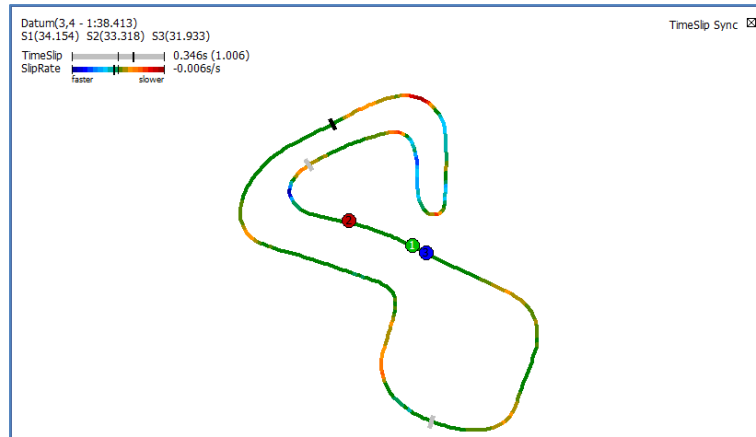 Datum(3,4 - 1:38.413)
TimeSlip Sync
S1(34.154) S2(33.318) S3(31.933)
TimeSlip 0.346s (1.006)
SlipRate -0.006s/s
faster slower
1